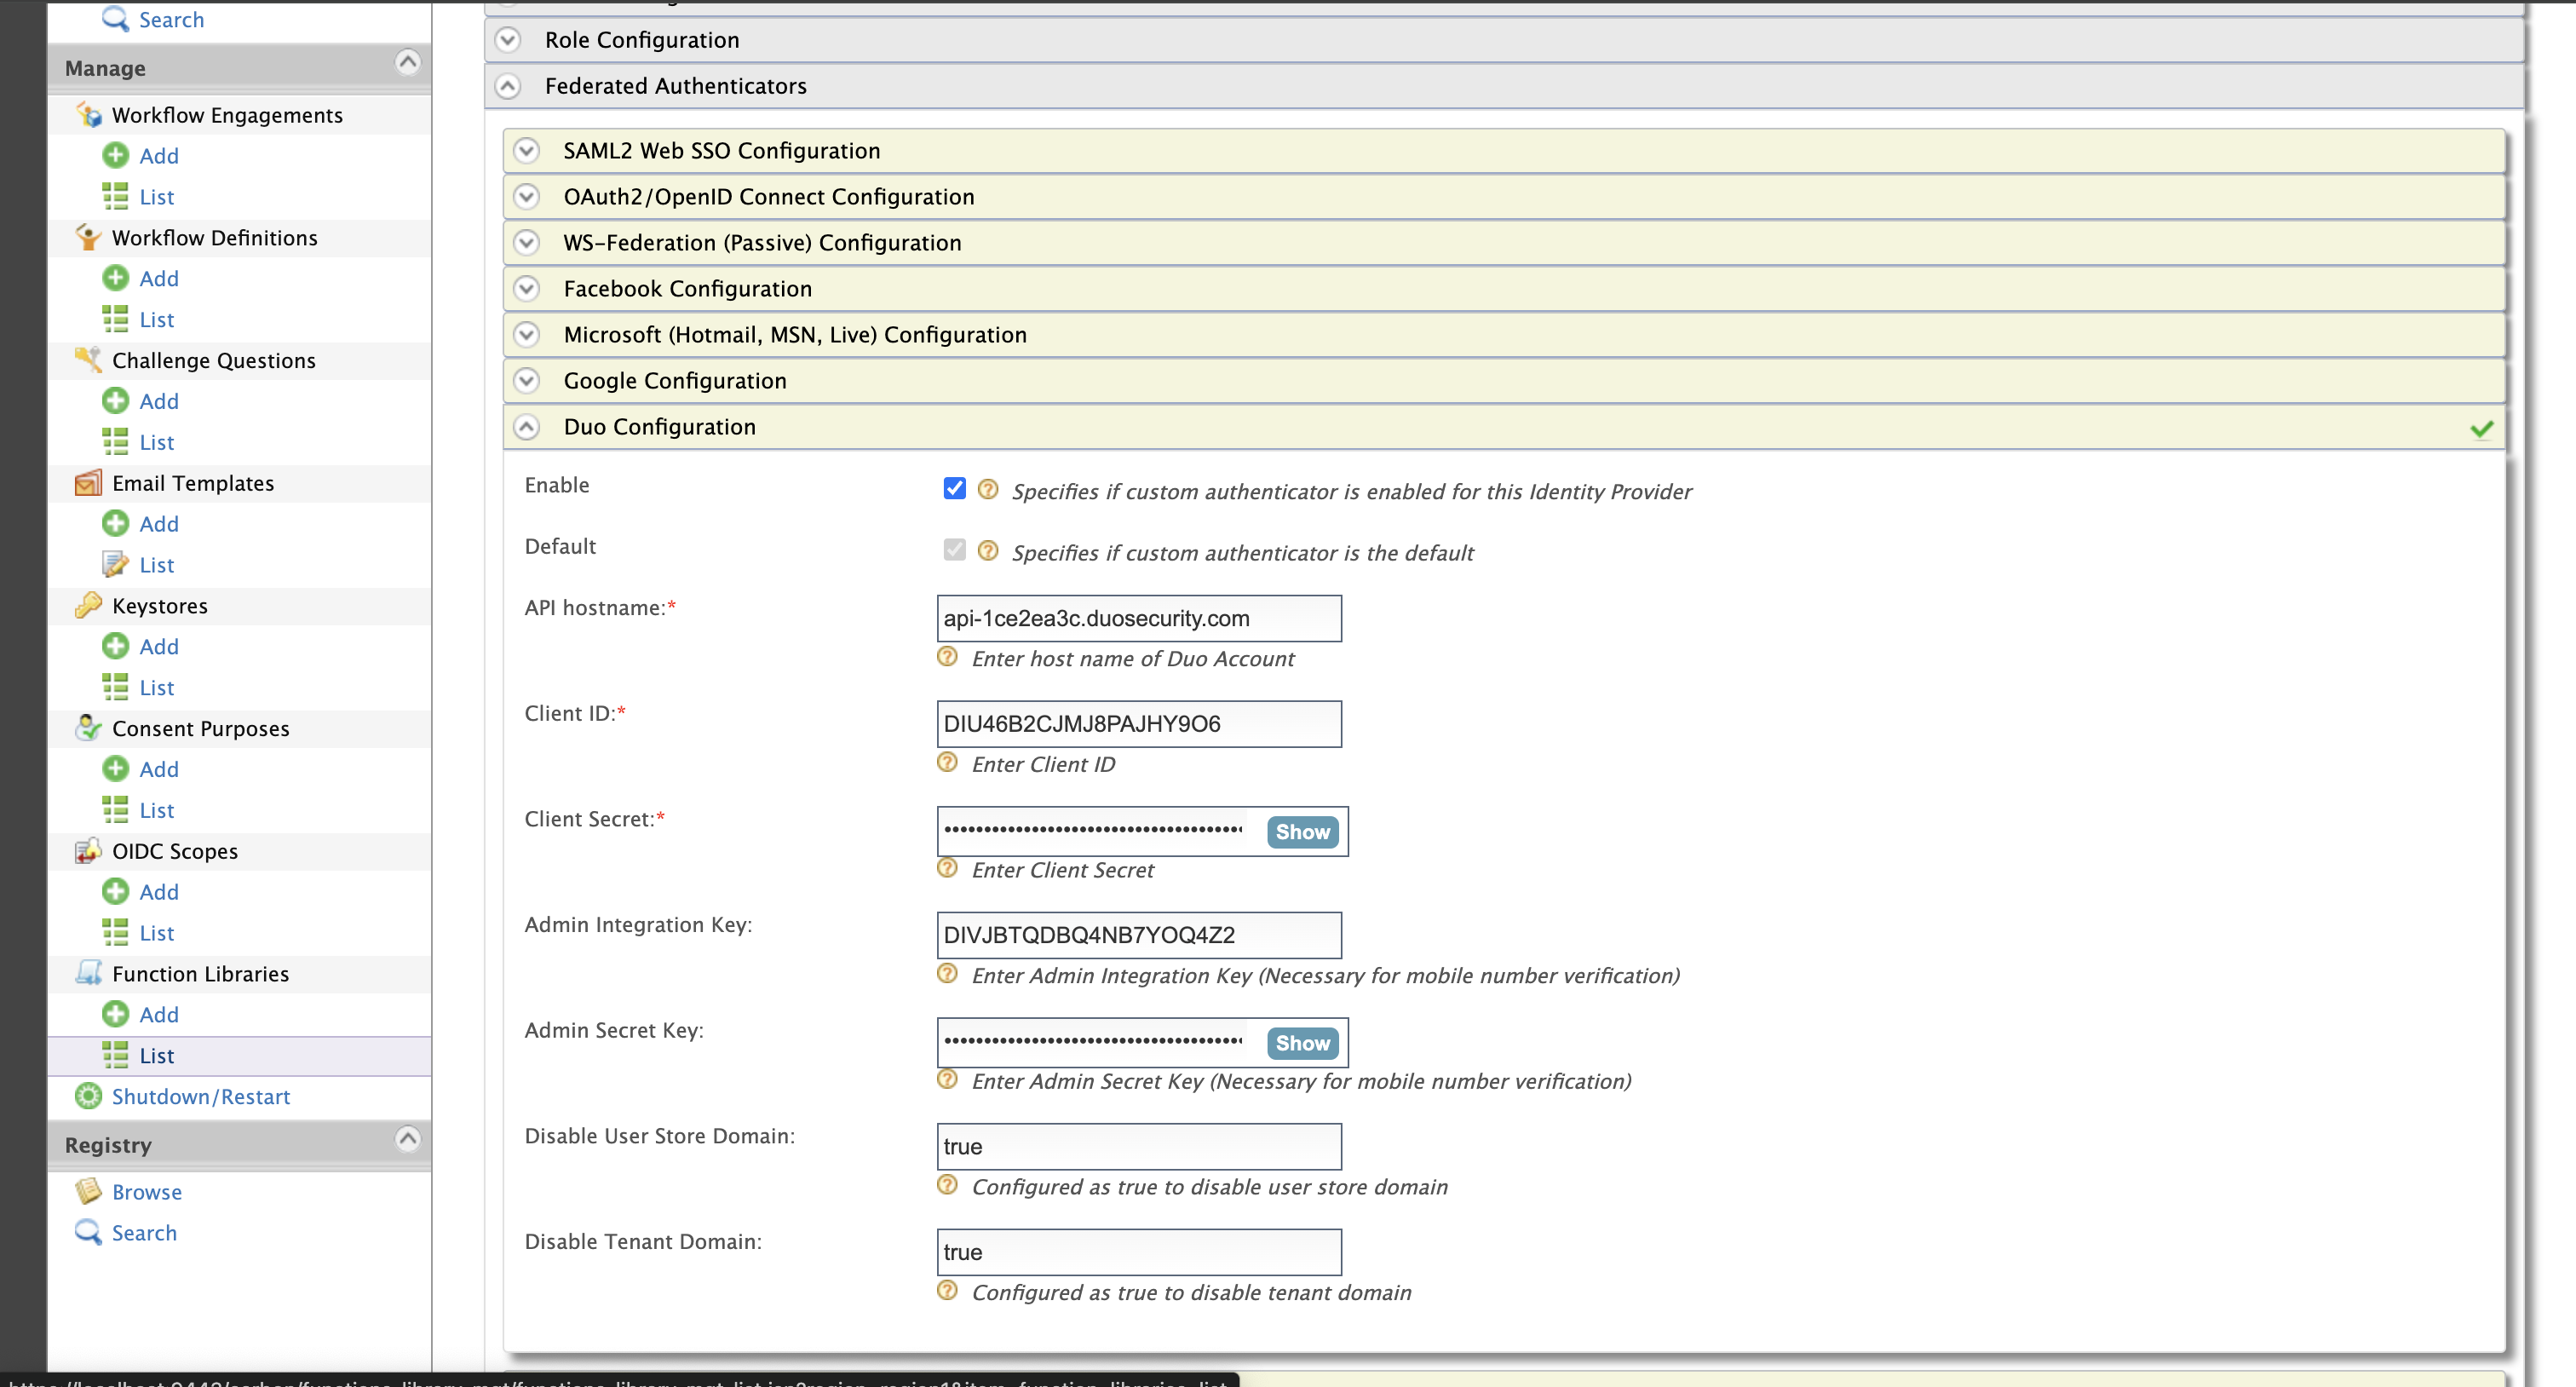 Search
Manage
Workflow Engagements
Add
List
Workflow Definitions
Add
List
Challenge Questions
Add
List
Email Templates
Add
List
Keystores
Add
List
Consent Purposes
Add
List
OIDC Scopes
Add
List
Function Libraries
Add
List
Shutdown/Restart
Registry
Browse
Search
Role Configuration
Federated Authenticators
SAML2 Web SSO Configuration
OAuth2/OpenID Connect Configuration
WS-Federation (Passive) Configuration
Facebook Configuration
Microsoft (Hotmail, MSN, Live) Configuration
Google Configuration
Duo Configuration
Enable
Specifies if custom authenticator is enabled for this Identity Provider
Default
Specifies if custom authenticator is the default
API hostname:*
api-1ce2ea3c.duosecurity.com
Enter host name of Duo Account
Client ID:*
DIU46B2CJMJ8PAJHY9O6
Enter Client ID
Client Secret:*
Show
Enter Client Secret
Admin Integration Key:
DIVJBTQDBQ4NB7YOQ4Z2
Enter Admin Integration Key (Necessary for mobile number verification)
Admin Secret Key:
Show
Enter Admin Secret Key (Necessary for mobile number verification)
Disable User Store Domain:
true
Configured as true to disable user store domain
Disable Tenant Domain:
true
Configured as true to disable tenant domain